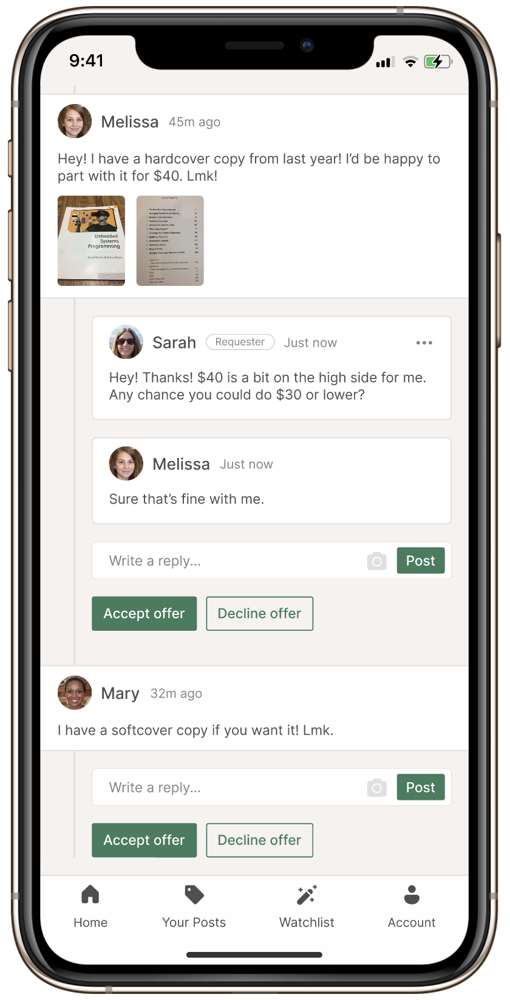 9:41
Melissa 45m ago
Hey! I have a hardcover copy from last year! I’d be happy to
part with it for $40. Lmk!
Embedded
Systems
Programming
CONTENTS
Sarah Requester Just now
Hey! Thanks! $40 is a bit on the high side for me.
Any chance you could do $30 or lower?
Melissa Just now
Sure that’s fine with me.
Write a reply... Post
Accept offer Decline offer
Mary 32m ago
I have a softcover copy if you want it! Lmk.
Write a reply... Post
Accept offer Decline offer
Home Your Posts Watchlist Account